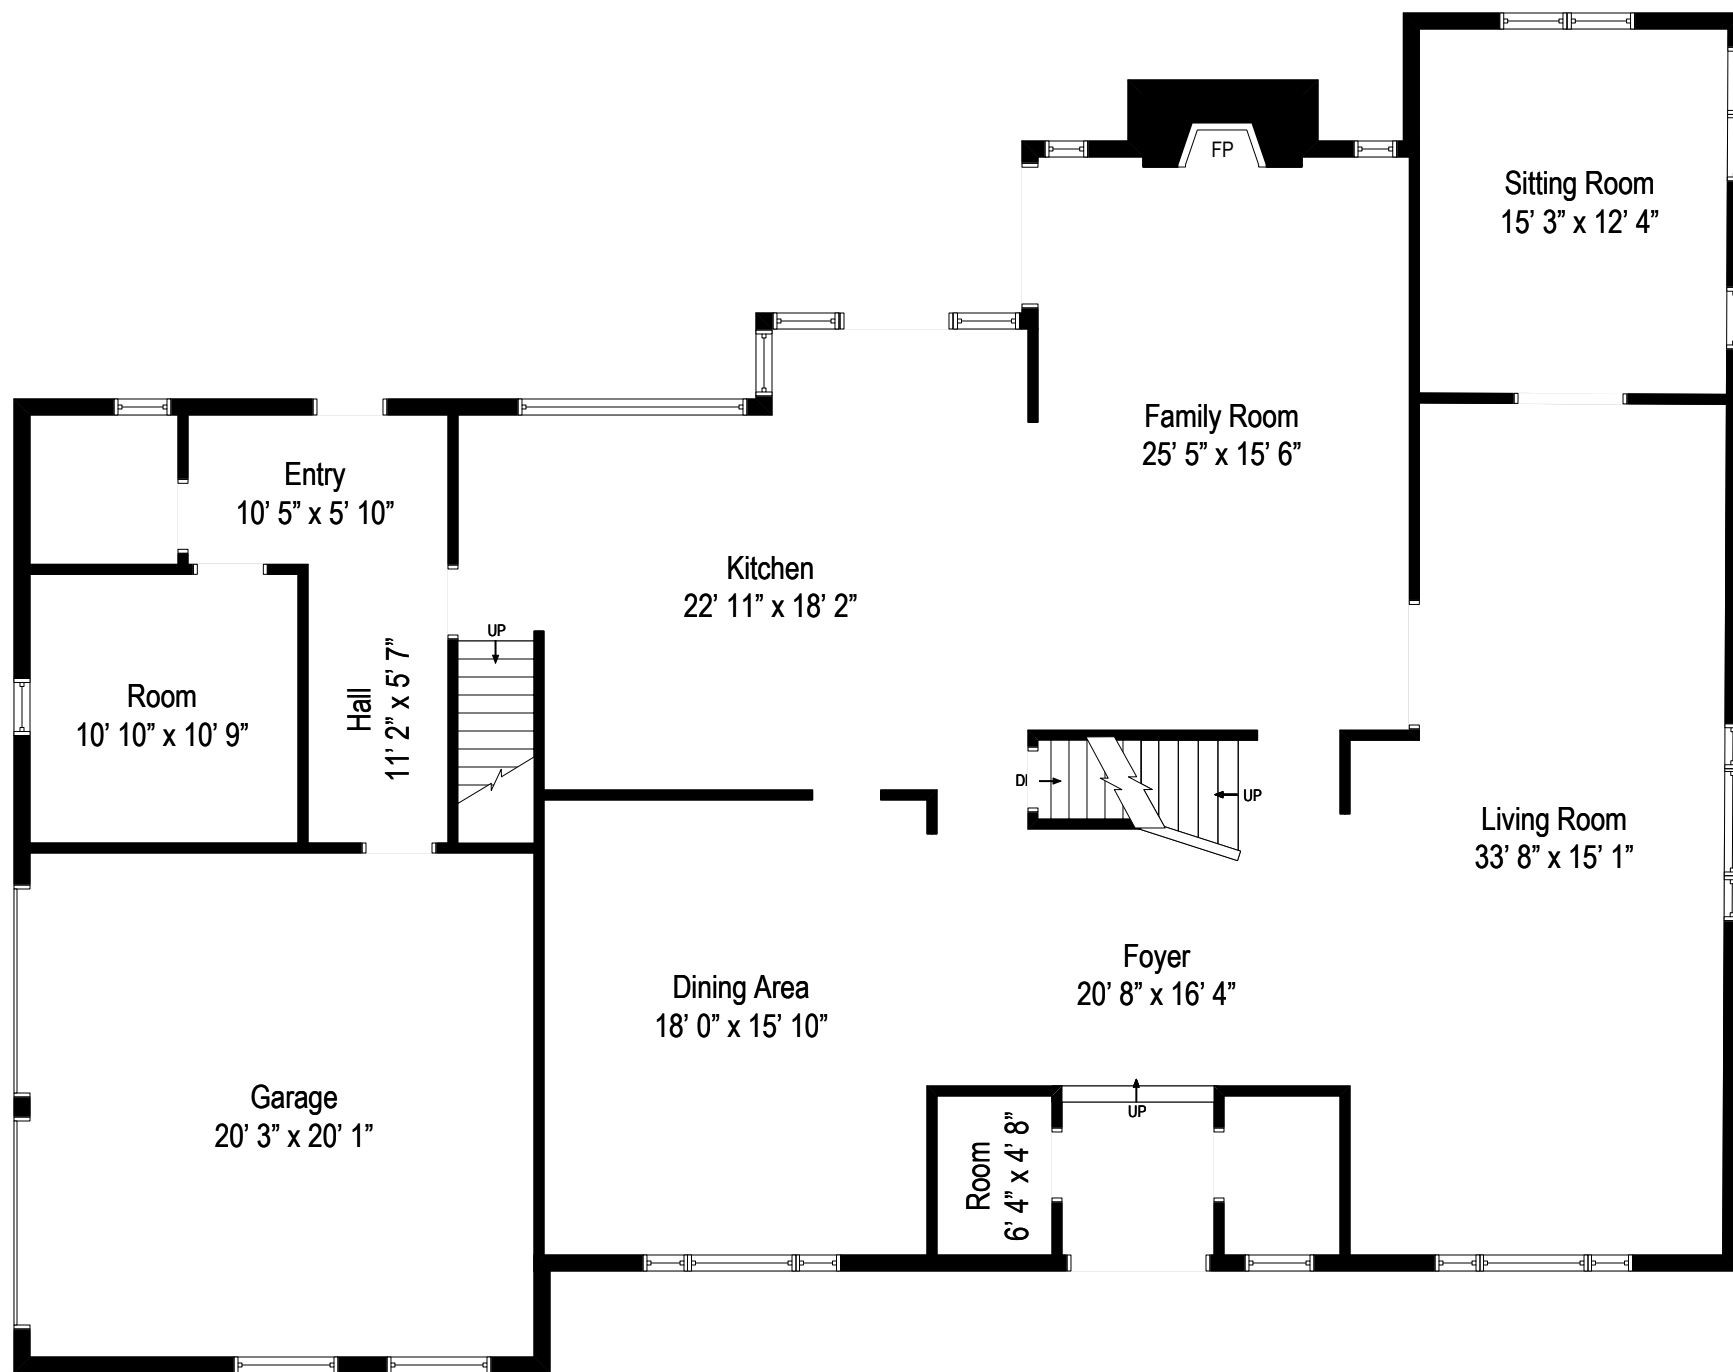 FP
Sitting Room
15’ 3” x 12’ 4”
Family Room
25’ 5” x 15’ 6”
Entry
10’ 5” x 5’ 10”
Kitchen
22’ 11” x 18’ 2”
UP
Room
10’ 10” x 10’ 9”
Hall
11’ 2” x 5’ 7”
UP
Living Room
33’ 8” x 15’ 1”
Foyer
20’ 8” x 16’ 4”
Dining Area
18’ 0” x 15’ 10”
Garage
20’ 3” x 20’ 1”
UP
Room
6’ 4” x 4’ 8”